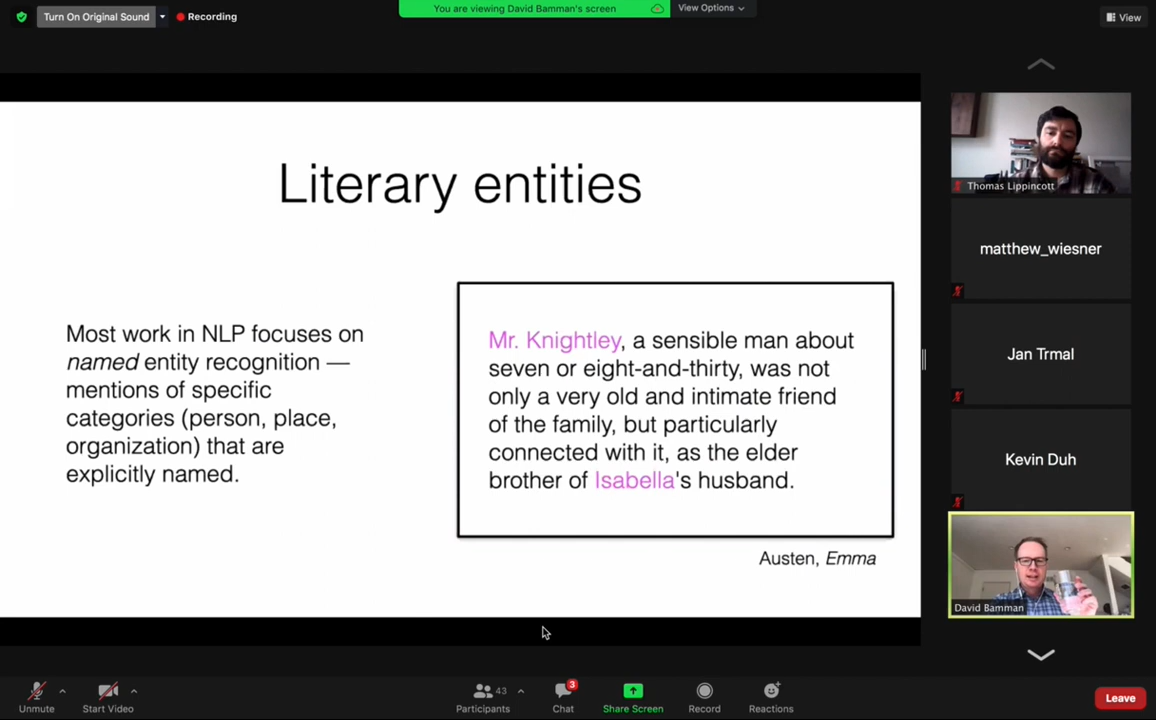 Turn On Original Sound
Recording
You are viewing David Bamman's screen
View Options
View
Literary entities
Most work in NLP focuses on
named entity recognition —
mentions of specific
categories (person, place,
organization) that are
explicitly named.
Mr. Knightley, a sensible man about
seven or eight-and-thirty, was not
only a very old and intimate friend
of the family, but particularly
connected with it, as the elder
brother of Isabella's husband.
Austen, Emma
Thomas Lippincott
matthew_wiesner
Jan Trmal
Kevin Duh
David Bamman
Unmute
Start Video
43
Participants
3
Chat
Share Screen
Record
Reactions
Leave